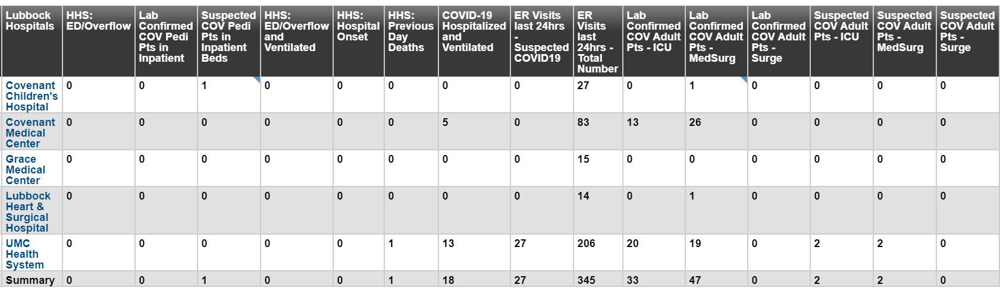 Lubbock Hospitals HHS: ED/Overflow Lab Confirmed COV Pedi Pts in Inpatient Suspected COV Pedi Pts in Inpatient Beds HHS: ED/Overflow and Ventilated HHS: Hospital Onset HHS: Previous Day Deaths COVID-19 Hospitalized and Ventilated ER Visits last 24hrs - Suspected COVID19 ER Visits last 24hrs - Total Number Lab Confirmed COV Adult Pts - ICU Lab Confirmed COV Adult Pts - MedSurg Lab Confirmed COV Adult Pts - Surge Suspected COV Adult Pts - ICU Suspected COV Adult Pts - MedSurg Suspected COV Adult Pts - Surge
Covenant Children's Hospital 0 0 1 0 0 0 0 0 27 0 1 0 0 0 0
Covenant Medical Center 0 0 0 0 0 0 5 0 83 13 26 0 0 0 0
Grace Medical Center 0 0 0 0 0 0 0 0 15 0 0 0 0 0 0
Lubbock Heart & Surgical Hospital 0 0 0 0 0 0 0 0 14 0 1 0 0 0 0
UMC Health System 0 0 0 0 0 1 13 27 206 20 19 0 2 2 0
Summary 0 0 1 0 0 1 18 27 345 33 47 0 2 2 0